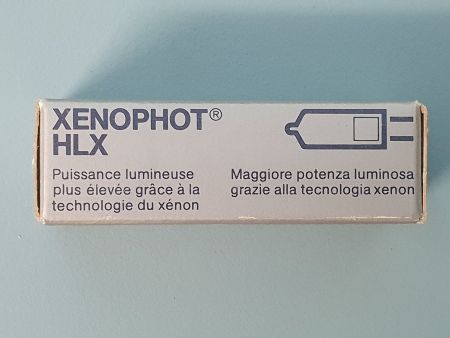 XENOPHOT®
HLX
Puissance lumineuse
plus élevée grâce à la
technologie du xénon
Maggiore potenza luminosa
grazie alla tecnologia xenon